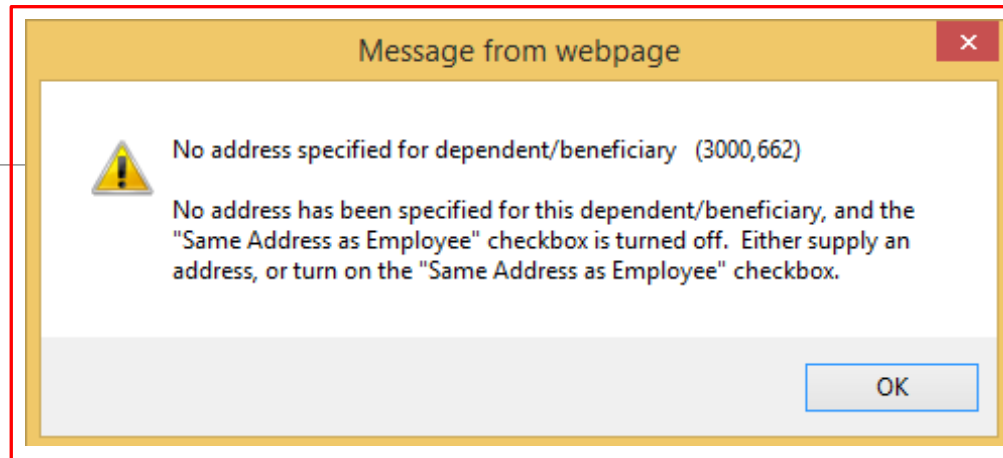 Message from webpage
No address specified for dependent/beneficiary (3000,662)
No address has been specified for this dependent/beneficiary, and the
"Same Address as Employee" checkbox is turned off. Either supply an
address, or turn on the "Same Address as Employee" checkbox.
OK